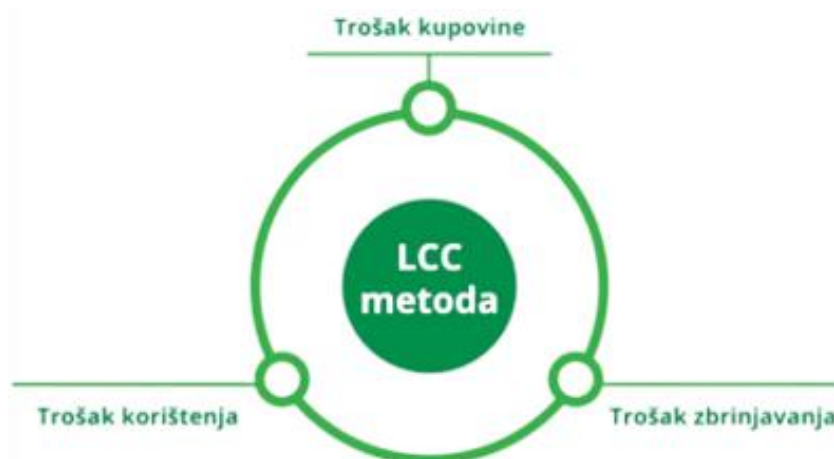 Trošak kupovine
LCC
metoda
Trošak korištenja
Trošak zbrinjavanja